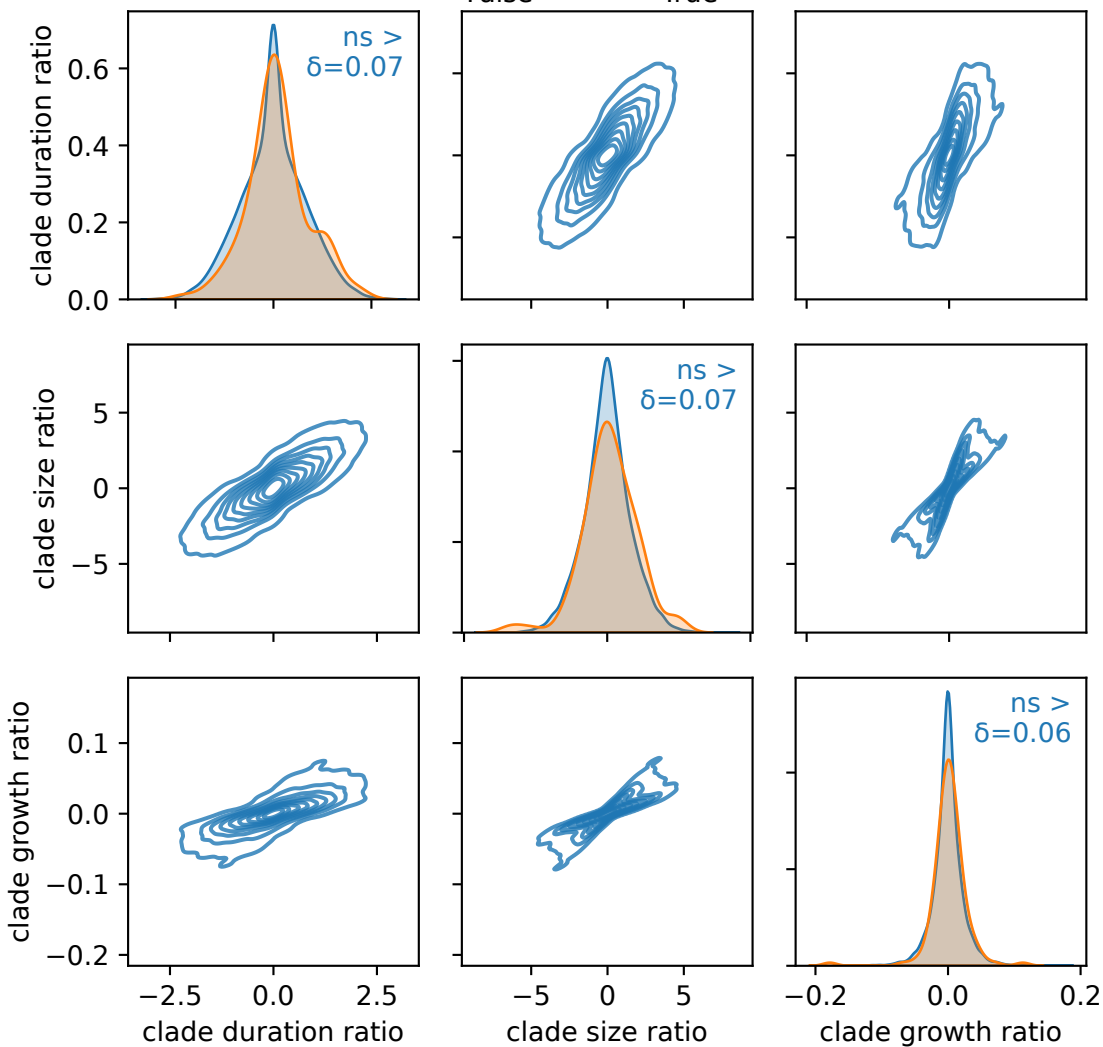 clade duration ratio
0.6
0.4
0.2
0.0
ns >
δ=0.07
clade size ratio
5
0
−5
ns >
δ=0.07
clade growth ratio
0.1
0.0
−0.1
−0.2
ns >
δ=0.06
−2.5 0.0 2.5
−5 0 5
−0.2 0.0 0.2
clade duration ratio
clade size ratio
clade growth ratio